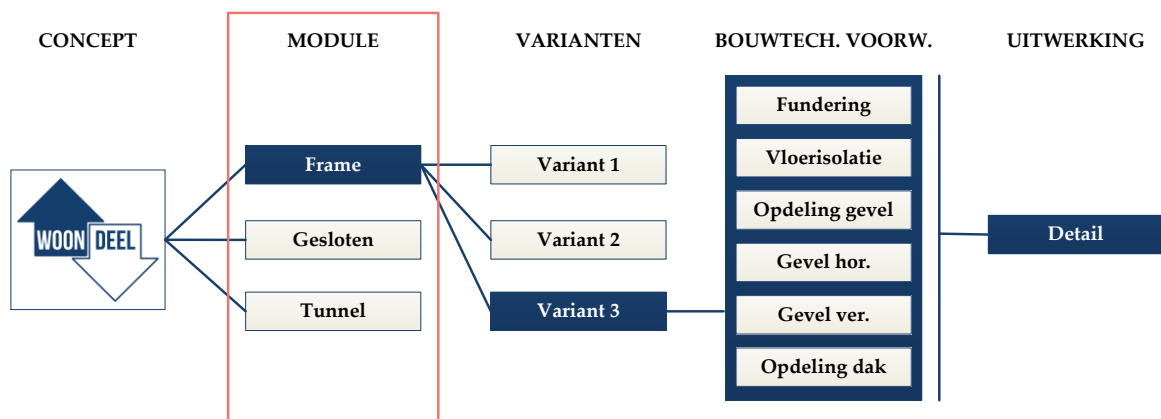 CONCEPT
MODULE
VARIANTEN
BOUWTECH. VOORW.
UITWERKING
WOON DEEL
Frame
Gesloten
Tunnel
Variant 1
Variant 2
Variant 3
Fundering
Vloerisolatie
Opdeling gevel
Gevel hor.
Gevel ver.
Opdeling dak
Detail